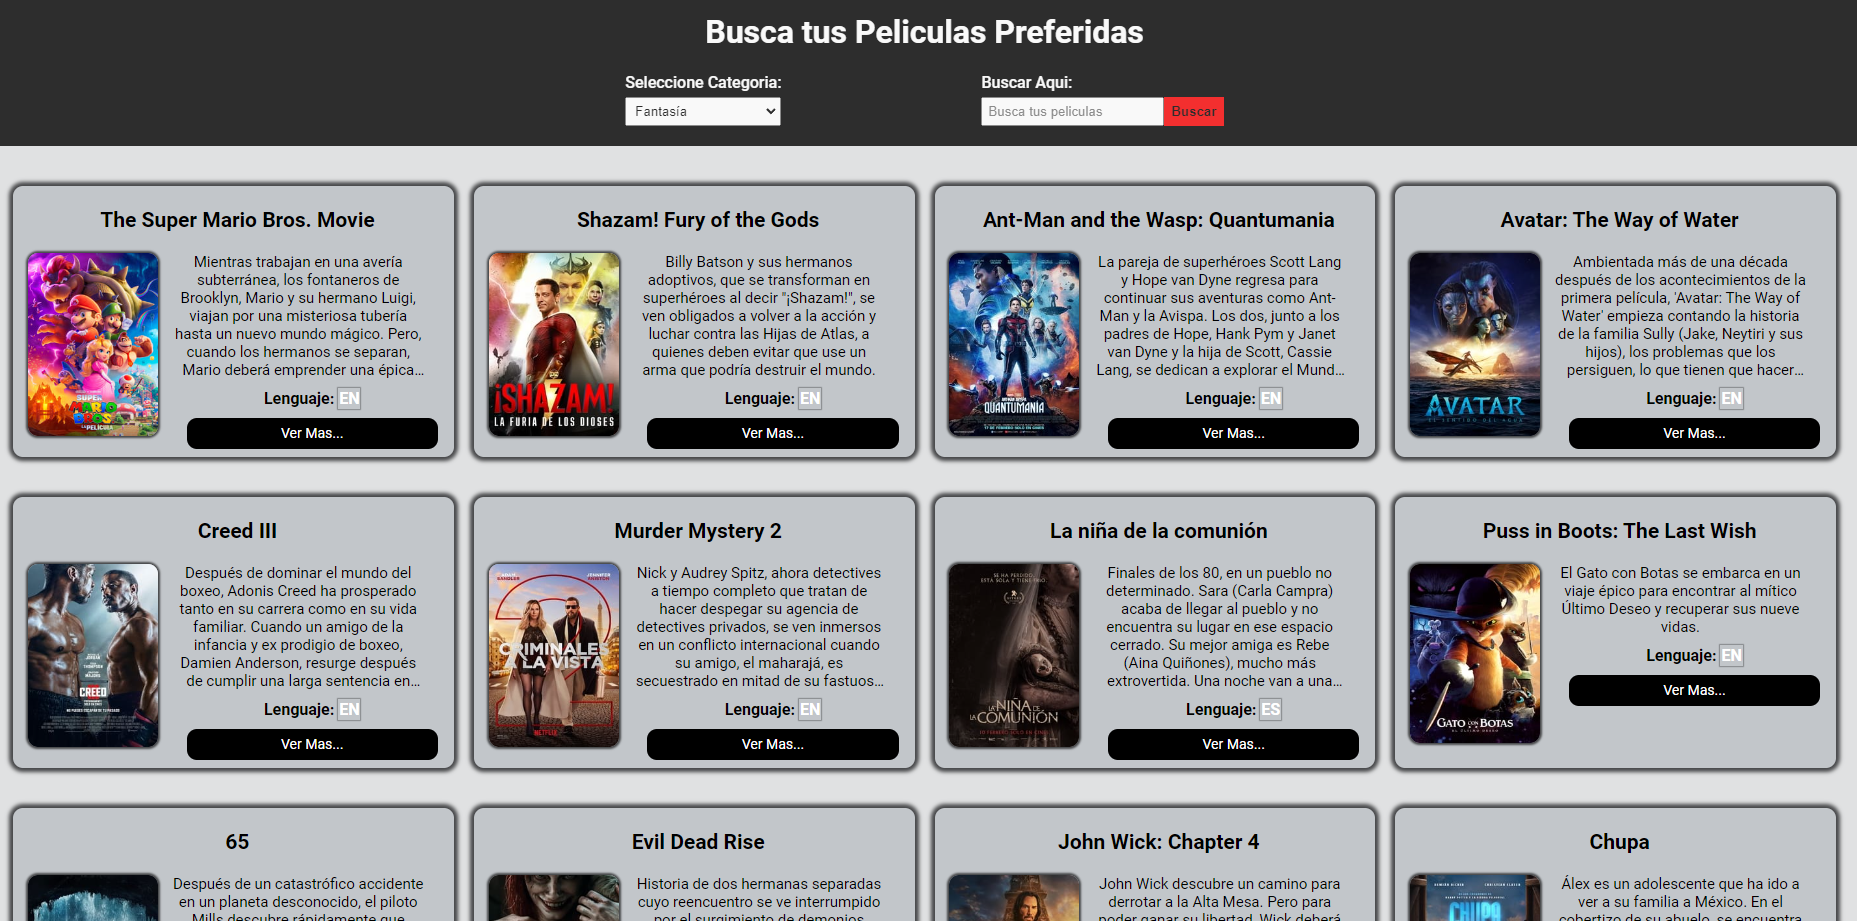 Busca tus Peliculas Preferidas
Seleccione Categoria:
Buscar Aqui:
Fantasía
Busca tus peliculas
Buscar
The Super Mario Bros. Movie
Mientras trabajan en una avería
subterránea, los fontaneros de
Brooklyn, Mario y su hermano Luigi,
viajan por una misteriosa tubería
hasta un nuevo mundo mágico. Pero,
cuando los hermanos se separan,
Mario deberá emprender una épica...
SUPER
MARIO
BROS.
LA PELÍCULA
Lenguaje: EN
Ver Mas...
Shazam! Fury of the Gods
Billy Batson y sus hermanos
adoptivos, que se transforman en
superhéroes al decir "¡Shazam!", se
ven obligados a volver a la acción y
luchar contra las Hijas de Atlas, a
quienes deben evitar que use un
arma que podría destruir el mundo.
¡SHAZAM!
LA FURIA DE LOS DIOSES
Lenguaje: EN
Ver Mas...
Ant-Man and the Wasp: Quantumania
La pareja de superhéroes Scott Lang
y Hope van Dyne regresa para
continuar sus aventuras como Ant-
Man y la Avispa. Los dos, junto a los
padres de Hope, Hank Pym y Janet
van Dyne y la hija de Scott, Cassie
Lang, se dedican a explorar el Mund...
QUANTUMANIA
Lenguaje: EN
Ver Mas...
Avatar: The Way of Water
Ambientada más de una década
después de los acontecimientos de la
primera película, 'Avatar: The Way of
Water' empieza contando la historia
de la familia Sully (Jake, Neytiri y sus
hijos), los problemas que los
persiguen, lo que tienen que hacer...
AVATAR
EL SENTIDO DEL AGUA
Lenguaje: EN
Ver Mas...
Creed III
Después de dominar el mundo del
boxeo, Adonis Creed ha prosperado
tanto en su carrera como en su vida
familiar. Cuando un amigo de la
infancia y ex prodigio de boxeo,
Damien Anderson, resurge después
de cumplir una larga sentencia en...
CREED
Lenguaje: EN
Ver Mas...
Murder Mystery 2
Nick y Audrey Spitz, ahora detectives
a tiempo completo que tratan de
hacer despegar su agencia de
detectives privados, se ven inmersos
en un conflicto internacional cuando
su amigo, el maharajá, es
secuestrado en mitad de su fastuos...
CRIMINALES
A LA VISTA
NETFLIX
Lenguaje: EN
Ver Mas...
La niña de la comunión
Finales de los 80, en un pueblo no
determinado. Sara (Carla Campra)
acaba de llegar al pueblo y no
encuentra su lugar en ese espacio
cerrado. Su mejor amiga es Rebe
(Aina Quiñones), mucho más
extrovertida. Una noche van a una...
LA NIÑA DE
LA COMUNIÓN
Lenguaje: ES
Ver Mas...
Puss in Boots: The Last Wish
El Gato con Botas se embarca en un
viaje épico para encontrar al mítico
Último Deseo y recuperar sus nueve
vidas.
GATO CON BOTAS
EL ÚLTIMO DESEO
Lenguaje: EN
Ver Mas...
65
Después de un catastrófico accidente
en un planeta desconocido, el piloto
Mills descubre rápidamente que
Evil Dead Rise
Historia de dos hermanas separadas
cuyo reencuentro se ve interrumpido
por el surgimiento de demonios
John Wick: Chapter 4
John Wick descubre un camino para
derrotar a la Alta Mesa. Pero para
poder ganar su libertad, Wick deberá
Chupa
Álex es un adolescente que ha ido a
ver a su familia a México. En el
cobertizo de su abuelo, se encuentra
CHUPA